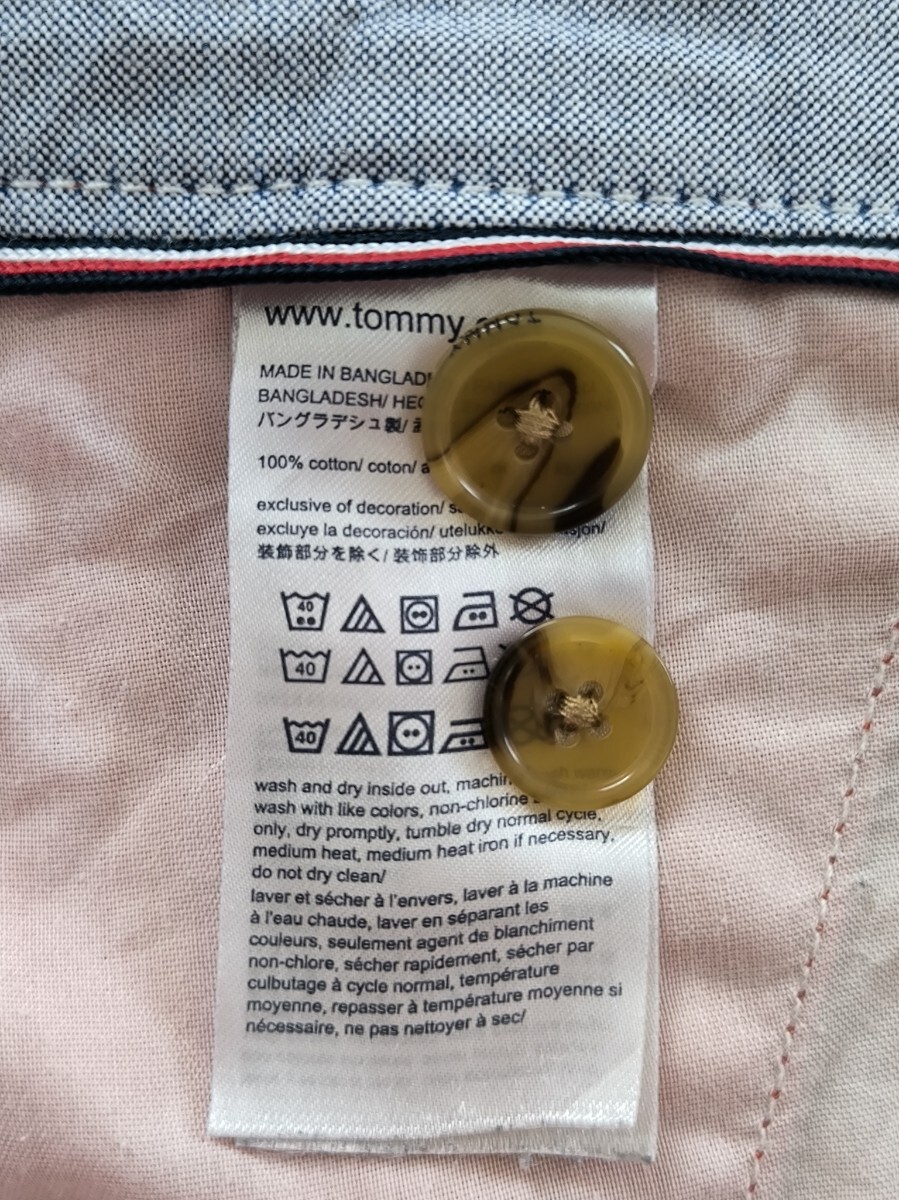 www.tommy
MADE IN
BANGLADESH/
バングラデシュ製/
100% cotton/ coton/
exclusive of decoration/
excluye la decoración/
装飾部分を除く/ 装饰部分除外
40
40
40
wash and dry inside out,
wash with like colors, non-chlorine
only, dry promptly, tumble dry normal cycle,
medium heat, medium heat iron if necessary,
do not dry clean/
laver et sécher à l'envers, laver à la machine
à l'eau chaude, laver en séparant les
couleurs, seulement agent de blanchiment
non-chlore, sécher rapidement, sécher par
culbutage à cycle normal, température
moyenne, repasser à température moyenne si
nécessaire, ne pas nettoyer à sec/